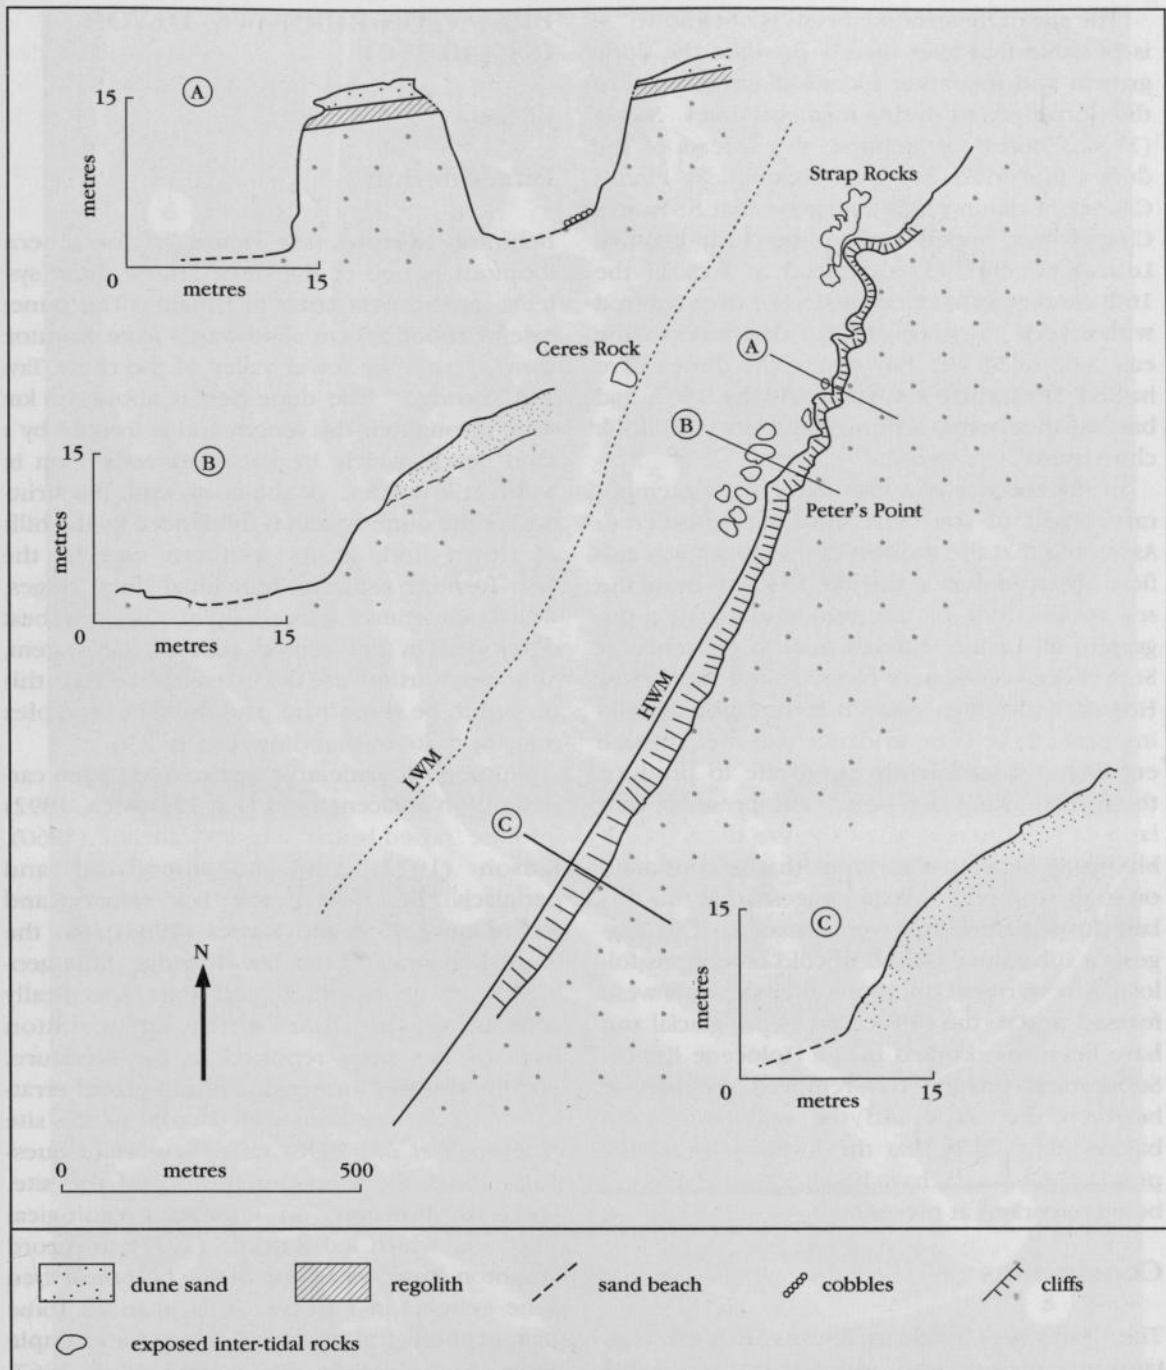 A
15
metres
0
15
metres
Strap Rocks
Ceres Rock
A
B
15
B
metres
0
15
metres
Peter's Point
HWM
LWM
C
15
C
metres
0
15
metres
N
0 metres 500
dune sand
regolith
sand beach
cobbles
cliffs
exposed inter-tidal rocks